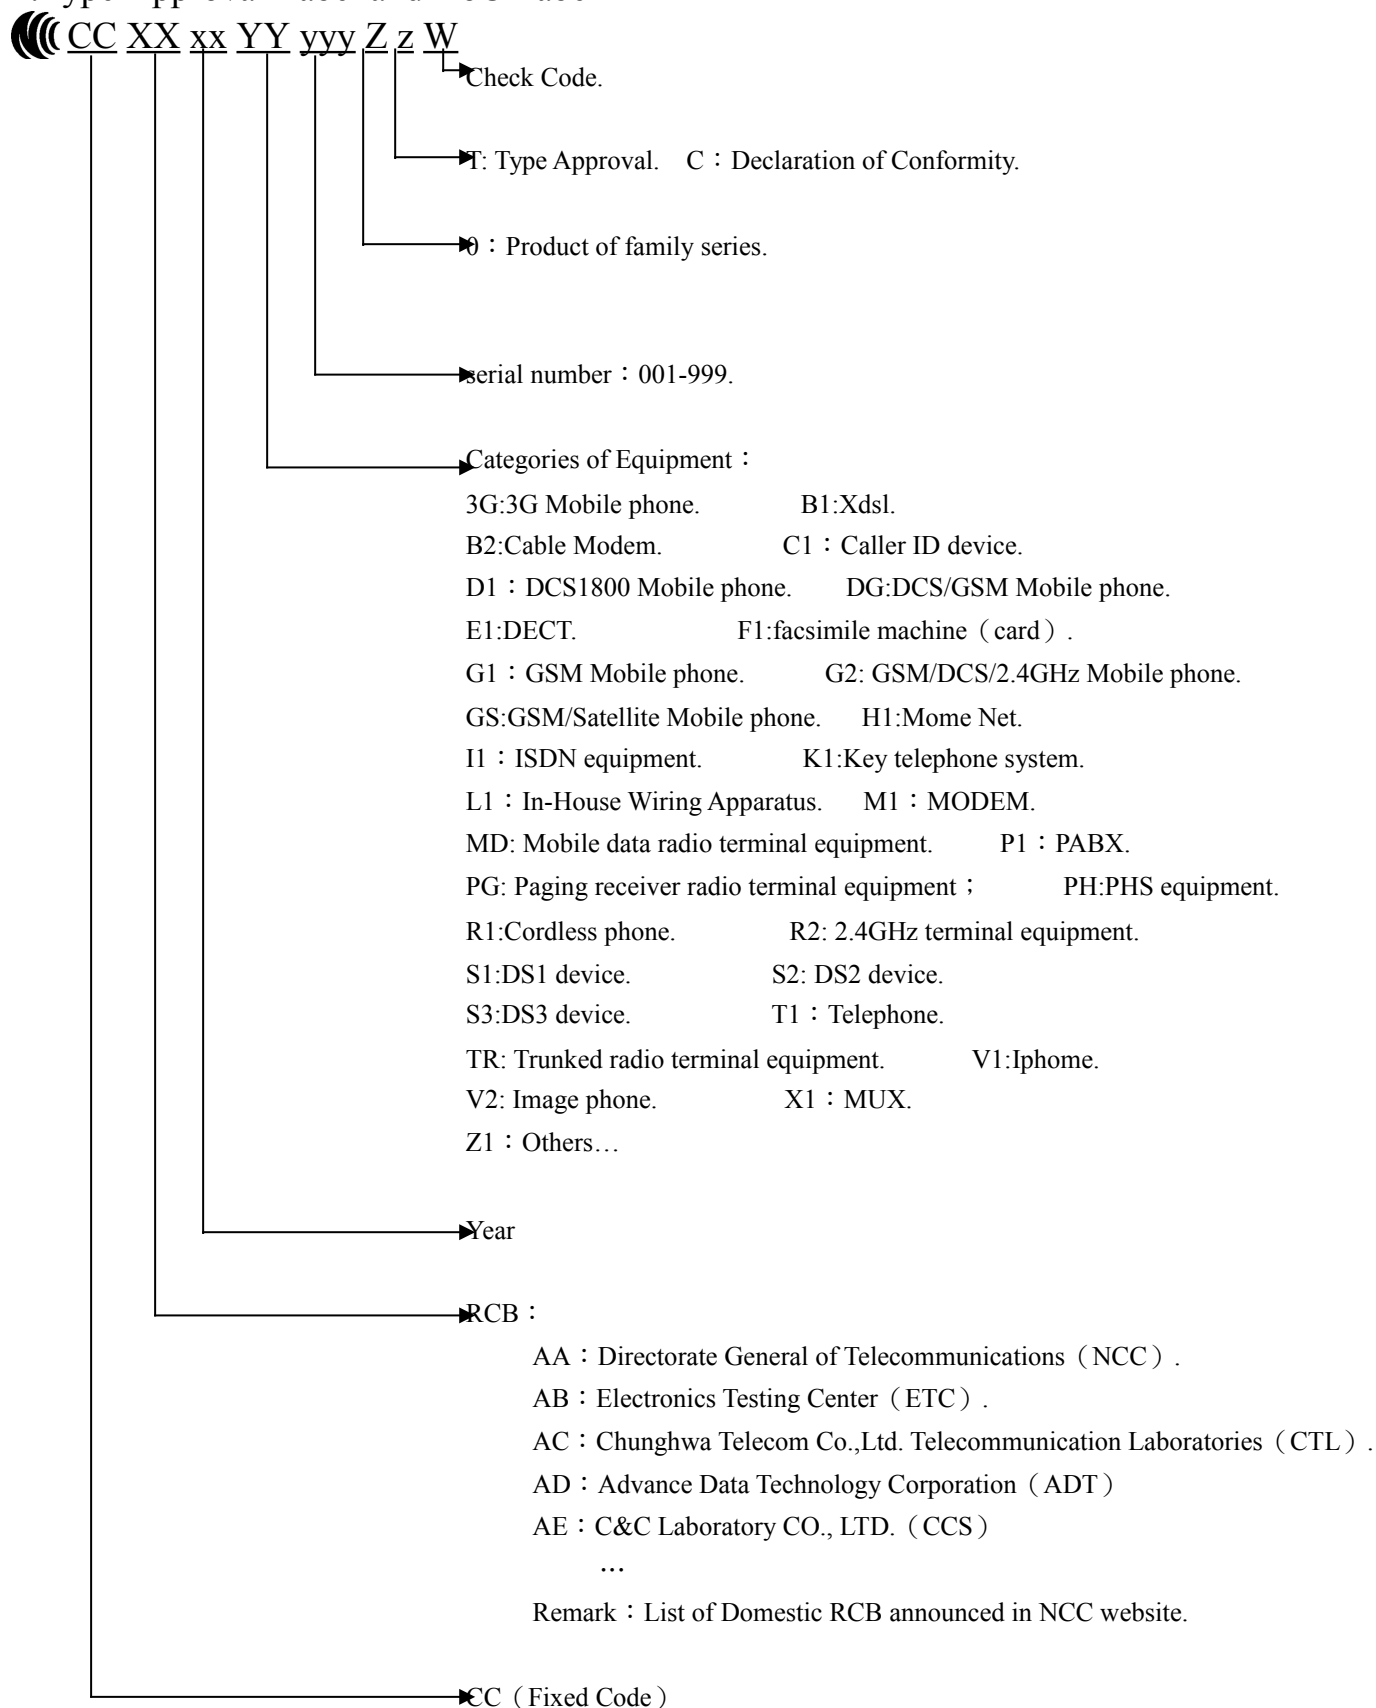 CC XX xx YY yyy Z z W
Check Code.
T: Type Approval. C：Declaration of Conformity.
0：Product of family series.
serial number：001-999.
Categories of Equipment：
3G:3G Mobile phone. B1:Xdsl.
B2:Cable Modem. C1：Caller ID device.
D1：DCS1800 Mobile phone. DG:DCS/GSM Mobile phone.
E1:DECT. F1:facsimile machine（card）.
G1：GSM Mobile phone. G2: GSM/DCS/2.4GHz Mobile phone.
GS:GSM/Satellite Mobile phone. H1:Mome Net.
I1：ISDN equipment. K1:Key telephone system.
L1：In-House Wiring Apparatus. M1：MODEM.
MD: Mobile data radio terminal equipment. P1：PABX.
PG: Paging receiver radio terminal equipment； PH:PHS equipment.
R1:Cordless phone. R2: 2.4GHz terminal equipment.
S1:DS1 device. S2: DS2 device.
S3:DS3 device. T1：Telephone.
TR: Trunked radio terminal equipment. V1:Iphome.
V2: Image phone. X1：MUX.
Z1：Others…
Year
RCB：
AA：Directorate General of Telecommunications（NCC）.
AB：Electronics Testing Center（ETC）.
AC：Chunghwa Telecom Co.,Ltd. Telecommunication Laboratories（CTL）.
AD：Advance Data Technology Corporation（ADT）
AE：C&C Laboratory CO., LTD.（CCS）
…
Remark：List of Domestic RCB announced in NCC website.
CC（Fixed Code）